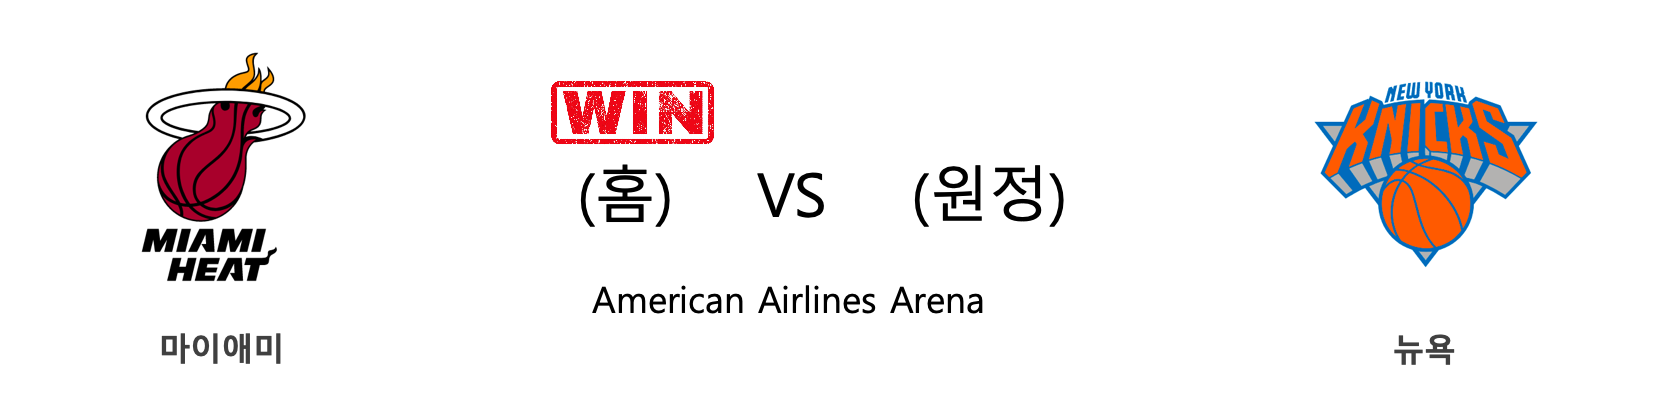 WIN
(홈) VS (원정)
American Airlines Arena
MIAMI
HEAT
마이애미
NEW YORK
KNICKS
뉴욕